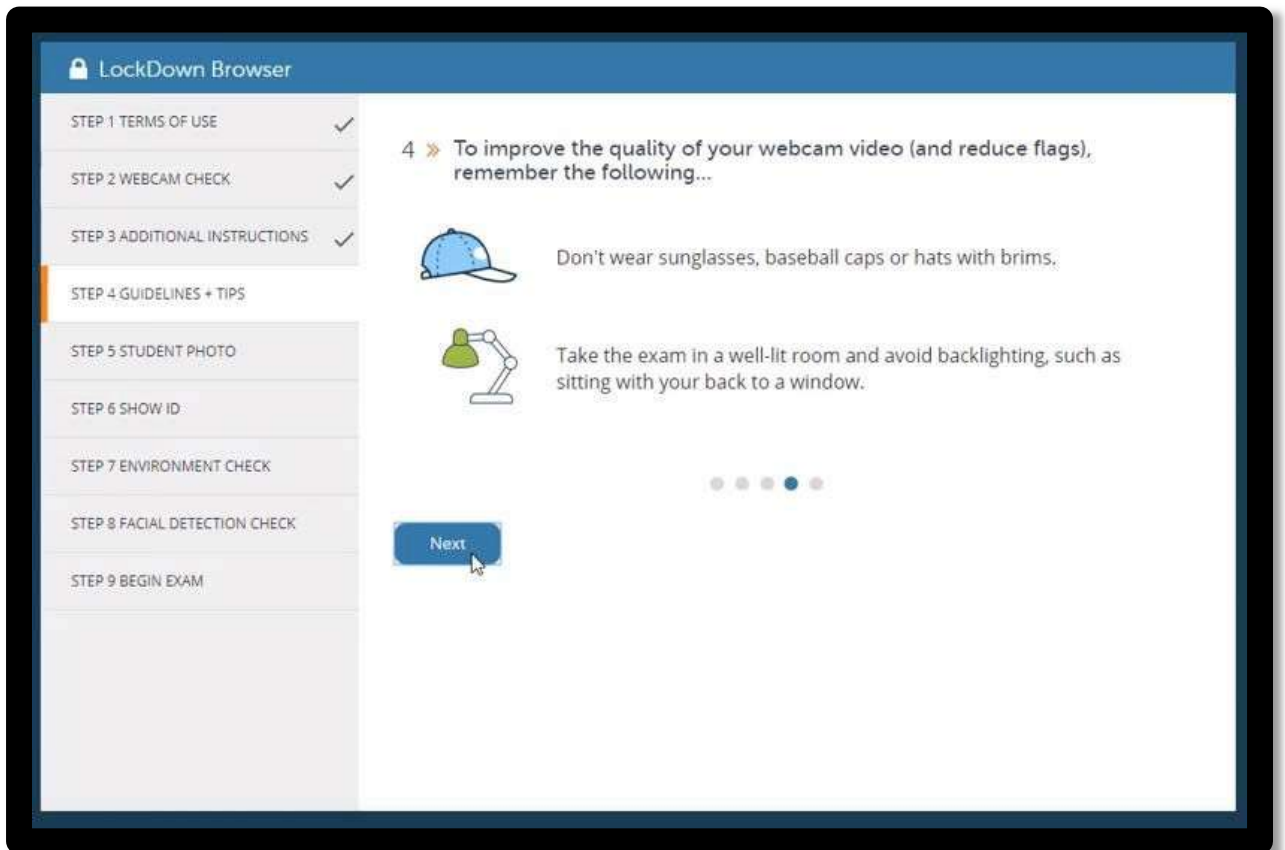 LockDown Browser
STEP 1 TERMS OF USE
STEP 2 WEBCAM CHECK
STEP 3 ADDITIONAL INSTRUCTIONS
STEP 4 GUIDELINES + TIPS
STEP 5 STUDENT PHOTO
STEP 6 SHOW ID
STEP 7 ENVIRONMENT CHECK
STEP 8 FACIAL DETECTION CHECK
STEP 9 BEGIN EXAM
4 » To improve the quality of your webcam video (and reduce flags),
remember the following...
Don't wear sunglasses, baseball caps or hats with brims.
Take the exam in a well-lit room and avoid backlighting, such as
sitting with your back to a window.
Next